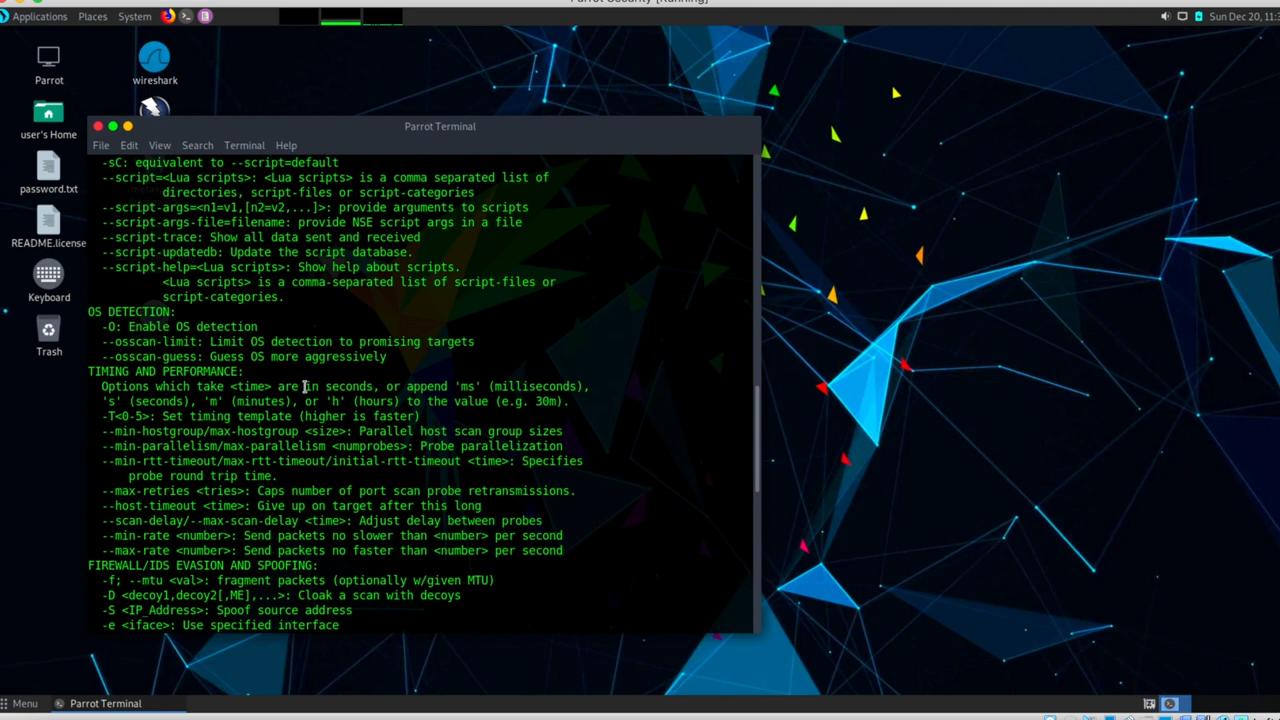 Parrot Security [Running]
Applications Places System
Sun Dec 20, 11:
Parrot
wireshark
user's Home
password.txt
README.license
Keyboard
Trash
Parrot Terminal
File Edit View Search Terminal Help
-sC: equivalent to --script=default
--script=<Lua scripts>: <Lua scripts> is a comma separated list of
directories, script-files or script-categories
--script-args=<n1=v1,[n2=v2,...]>: provide arguments to scripts
--script-args-file=filename: provide NSE script args in a file
--script-trace: Show all data sent and received
--script-updatedb: Update the script database.
--script-help=<Lua scripts>: Show help about scripts.
<Lua scripts> is a comma-separated list of script-files or
script-categories.
OS DETECTION:
-O: Enable OS detection
--osscan-limit: Limit OS detection to promising targets
--osscan-guess: Guess OS more aggressively
TIMING AND PERFORMANCE:
Options which take <time> are in seconds, or append 'ms' (milliseconds),
's' (seconds), 'm' (minutes), or 'h' (hours) to the value (e.g. 30m).
-T<0-5>: Set timing template (higher is faster)
--min-hostgroup/max-hostgroup <size>: Parallel host scan group sizes
--min-parallelism/max-parallelism <numprobes>: Probe parallelization
--min-rtt-timeout/max-rtt-timeout/initial-rtt-timeout <time>: Specifies
probe round trip time.
--max-retries <tries>: Caps number of port scan probe retransmissions.
--host-timeout <time>: Give up on target after this long
--scan-delay/--max-scan-delay <time>: Adjust delay between probes
--min-rate <number>: Send packets no slower than <number> per second
--max-rate <number>: Send packets no faster than <number> per second
FIREWALL/IDS EVASION AND SPOOFING:
-f; --mtu <val>: fragment packets (optionally w/given MTU)
-D <decoy1,decoy2[,ME],...>: Cloak a scan with decoys
-S <IP_Address>: Spoof source address
-e <iface>: Use specified interface
Menu Parrot Terminal